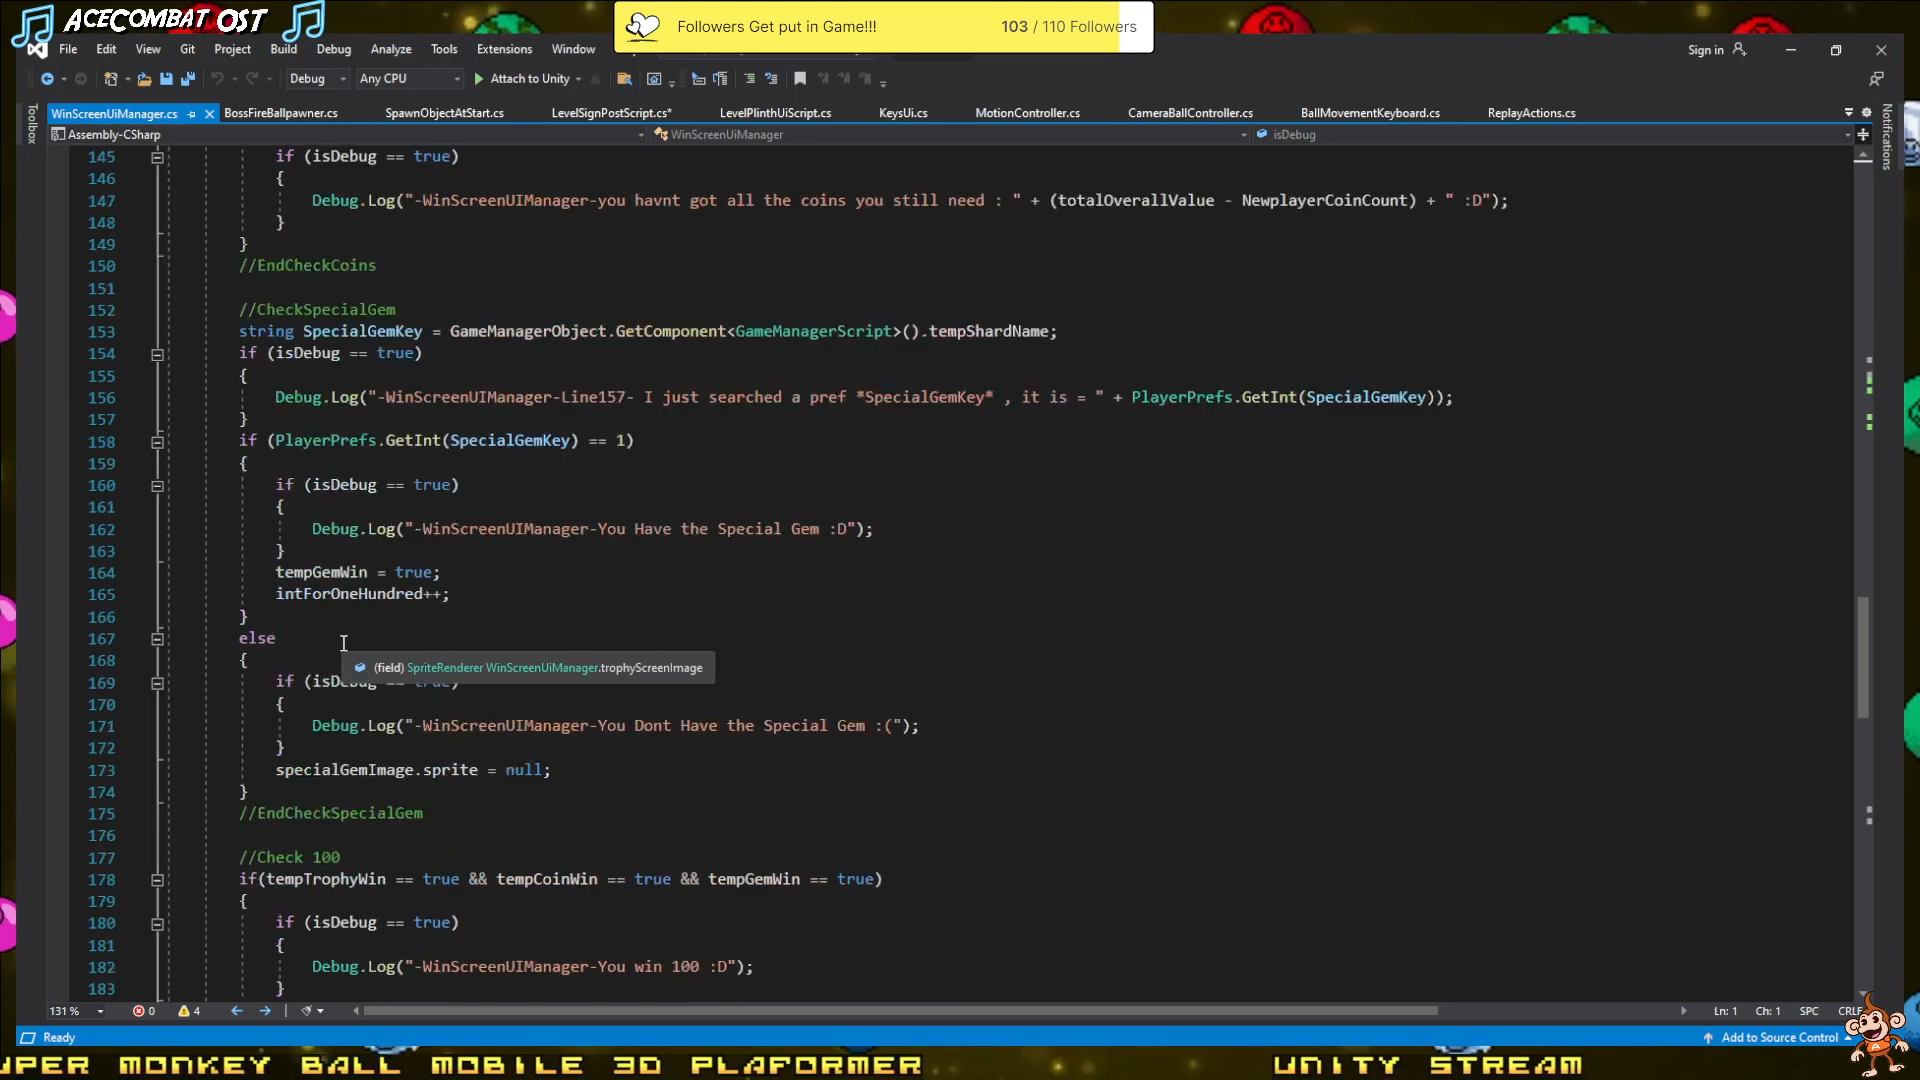 ACECOMBAT OST
Followers Get put in Game!!! 103 / 110 Followers
File Edit View Git Project Build Debug Analyze Tools Extensions Window
Sign in
Debug Any CPU Attach to Unity
WinScreenUiManager.cs BossFireBallpawner.cs SpawnObjectAtStart.cs LevelSignPostScript.cs* LevelPlinthUiScript.cs KeysUi.cs MotionController.cs CameraBallController.cs BallMovementKeyboard.cs ReplayActions.cs
Toolbox
Notifications
Assembly-CSharp WinScreenUiManager isDebug
145 if (isDebug == true)
146 {
147 Debug.Log("-WinScreenUIManager-you havnt got all the coins you still need : " + (totalOverallValue - NewplayerCoinCount) + " :D");
148 }
149 }
150 //EndCheckCoins
151
152 //CheckSpecialGem
153 string SpecialGemKey = GameManagerObject.GetComponent<GameManagerScript>().tempShardName;
154 if (isDebug == true)
155 {
156 Debug.Log("-WinScreenUIManager-Line157- I just searched a pref *SpecialGemKey* , it is = " + PlayerPrefs.GetInt(SpecialGemKey));
157 }
158 if (PlayerPrefs.GetInt(SpecialGemKey) == 1)
159 {
160 if (isDebug == true)
161 {
162 Debug.Log("-WinScreenUIManager-You Have the Special Gem :D");
163 }
164 tempGemWin = true;
165 intForOneHundred++;
166 }
167 else
168 {
(field) SpriteRenderer WinScreenUiManager.trophyScreenImage
169 if (isDebug == true)
170 {
171 Debug.Log("-WinScreenUIManager-You Dont Have the Special Gem :(");
172 }
173 specialGemImage.sprite = null;
174 }
175 //EndCheckSpecialGem
176
177 //Check 100
178 if(tempTrophyWin == true && tempCoinWin == true && tempGemWin == true)
179 {
180 if (isDebug == true)
181 {
182 Debug.Log("-WinScreenUIManager-You win 100 :D");
183 }
131 % 0 4 Ln: 1 Ch: 1 SPC CRLF
Ready Add to Source Control
UPER MONKEY BALL MOBILE 3D PLAFORMER UNITY STREAM